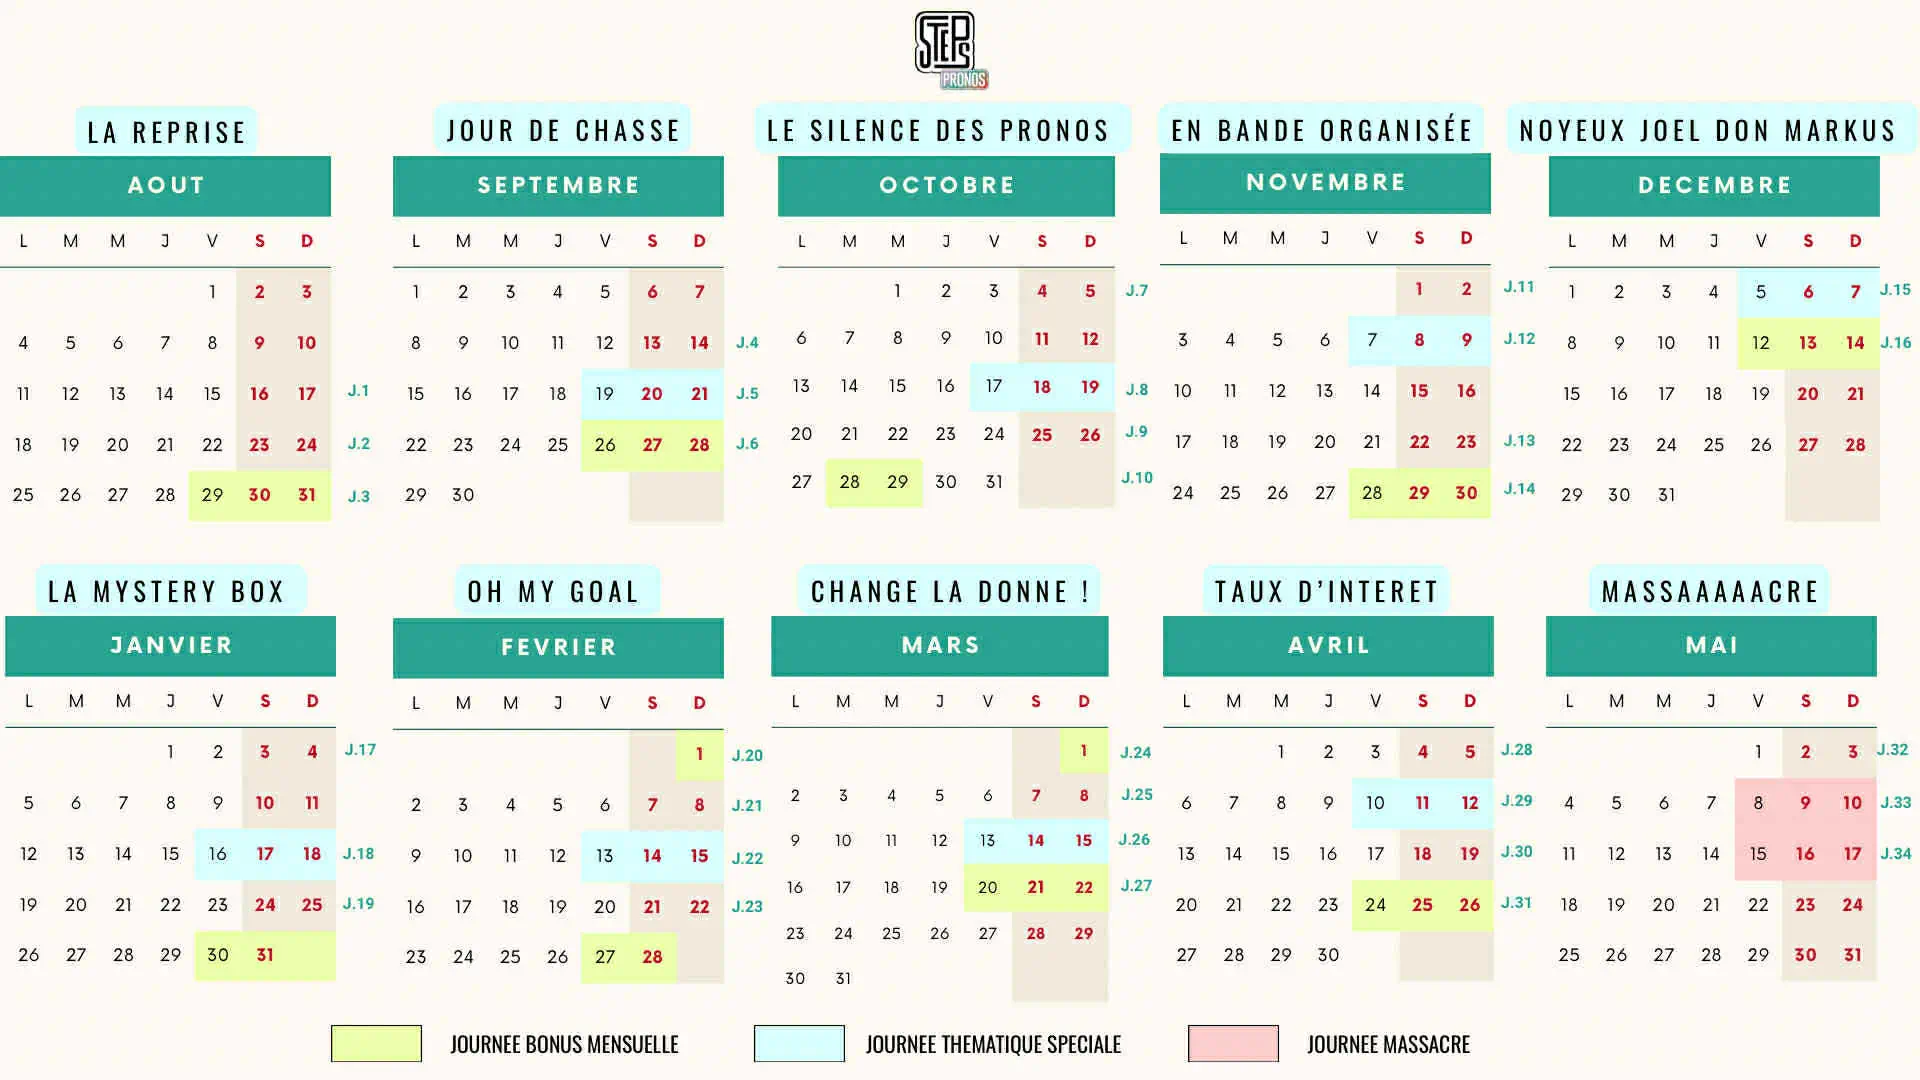 STEPS
PRONOS
LA REPRISE
AOUT
L M M J V S D
1 2 3
4 5 6 7 8 9 10
11 12 13 14 15 16 17 J.1
18 19 20 21 22 23 24 J.2
25 26 27 28 29 30 31 J.3
JOUR DE CHASSE
SEPTEMBRE
L M M J V S D
1 2 3 4 5 6 7
8 9 10 11 12 13 14 J.4
15 16 17 18 19 20 21 J.5
22 23 24 25 26 27 28 J.6
29 30
LE SILENCE DES PRONOS
OCTOBRE
L M M J V S D
1 2 3 4 5 J.7
6 7 8 9 10 11 12
13 14 15 16 17 18 19 J.8
20 21 22 23 24 25 26 J.9
27 28 29 30 31 J.10
EN BANDE ORGANISÉE
NOVEMBRE
L M M J V S D
1 2 J.11
3 4 5 6 7 8 9 J.12
10 11 12 13 14 15 16
17 18 19 20 21 22 23 J.13
24 25 26 27 28 29 30 J.14
NOYEUX JOEL DON MARKUS
DECEMBRE
L M M J V S D
1 2 3 4 5 6 7 J.15
8 9 10 11 12 13 14 J.16
15 16 17 18 19 20 21
22 23 24 25 26 27 28
29 30 31
LA MYSTERY BOX
JANVIER
L M M J V S D
1 2 3 4 J.17
5 6 7 8 9 10 11
12 13 14 15 16 17 18 J.18
19 20 21 22 23 24 25 J.19
26 27 28 29 30 31
OH MY GOAL
FEVRIER
L M M J V S D
1 J.20
2 3 4 5 6 7 8 J.21
9 10 11 12 13 14 15 J.22
16 17 18 19 20 21 22 J.23
23 24 25 26 27 28
CHANGE LA DONNE !
MARS
L M M J V S D
1 J.24
2 3 4 5 6 7 8 J.25
9 10 11 12 13 14 15 J.26
16 17 18 19 20 21 22 J.27
23 24 25 26 27 28 29
30 31
TAUX D’INTERET
AVRIL
L M M J V S D
1 2 3 4 5 J.28
6 7 8 9 10 11 12 J.29
13 14 15 16 17 18 19 J.30
20 21 22 23 24 25 26 J.31
27 28 29 30
MASSAAAAACRE
MAI
L M M J V S D
1 2 3 J.32
4 5 6 7 8 9 10 J.33
11 12 13 14 15 16 17 J.34
18 19 20 21 22 23 24
25 26 27 28 29 30 31
JOURNEE BONUS MENSUELLE
JOURNEE THEMATIQUE SPECIALE
JOURNEE MASSACRE